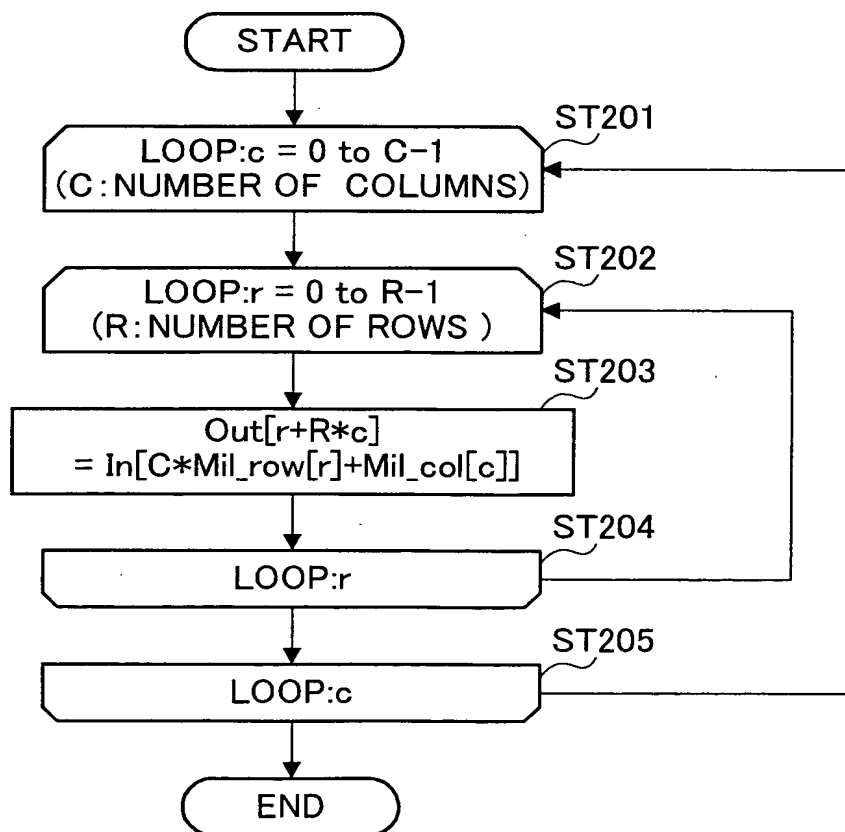 START
ST201
LOOP:c = 0 to C-1
(C:NUMBER OF COLUMNS)
ST202
LOOP:r = 0 to R-1
(R:NUMBER OF ROWS )
ST203
Out[r+R*c]
= In[C*Mil_row[r]+Mil_col[c]]
ST204
LOOP:r
ST205
LOOP:c
END